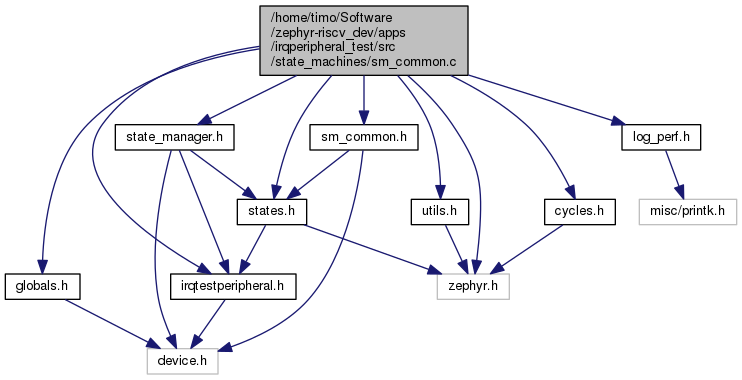 /home/timo/Software
/zephyr-riscv_dev/apps
/irqperipheral_test/src
/state_machines/sm_common.c
state_manager.h
sm_common.h
log_perf.h
states.h
utils.h
cycles.h
misc/printk.h
globals.h
irqtestperipheral.h
zephyr.h
device.h